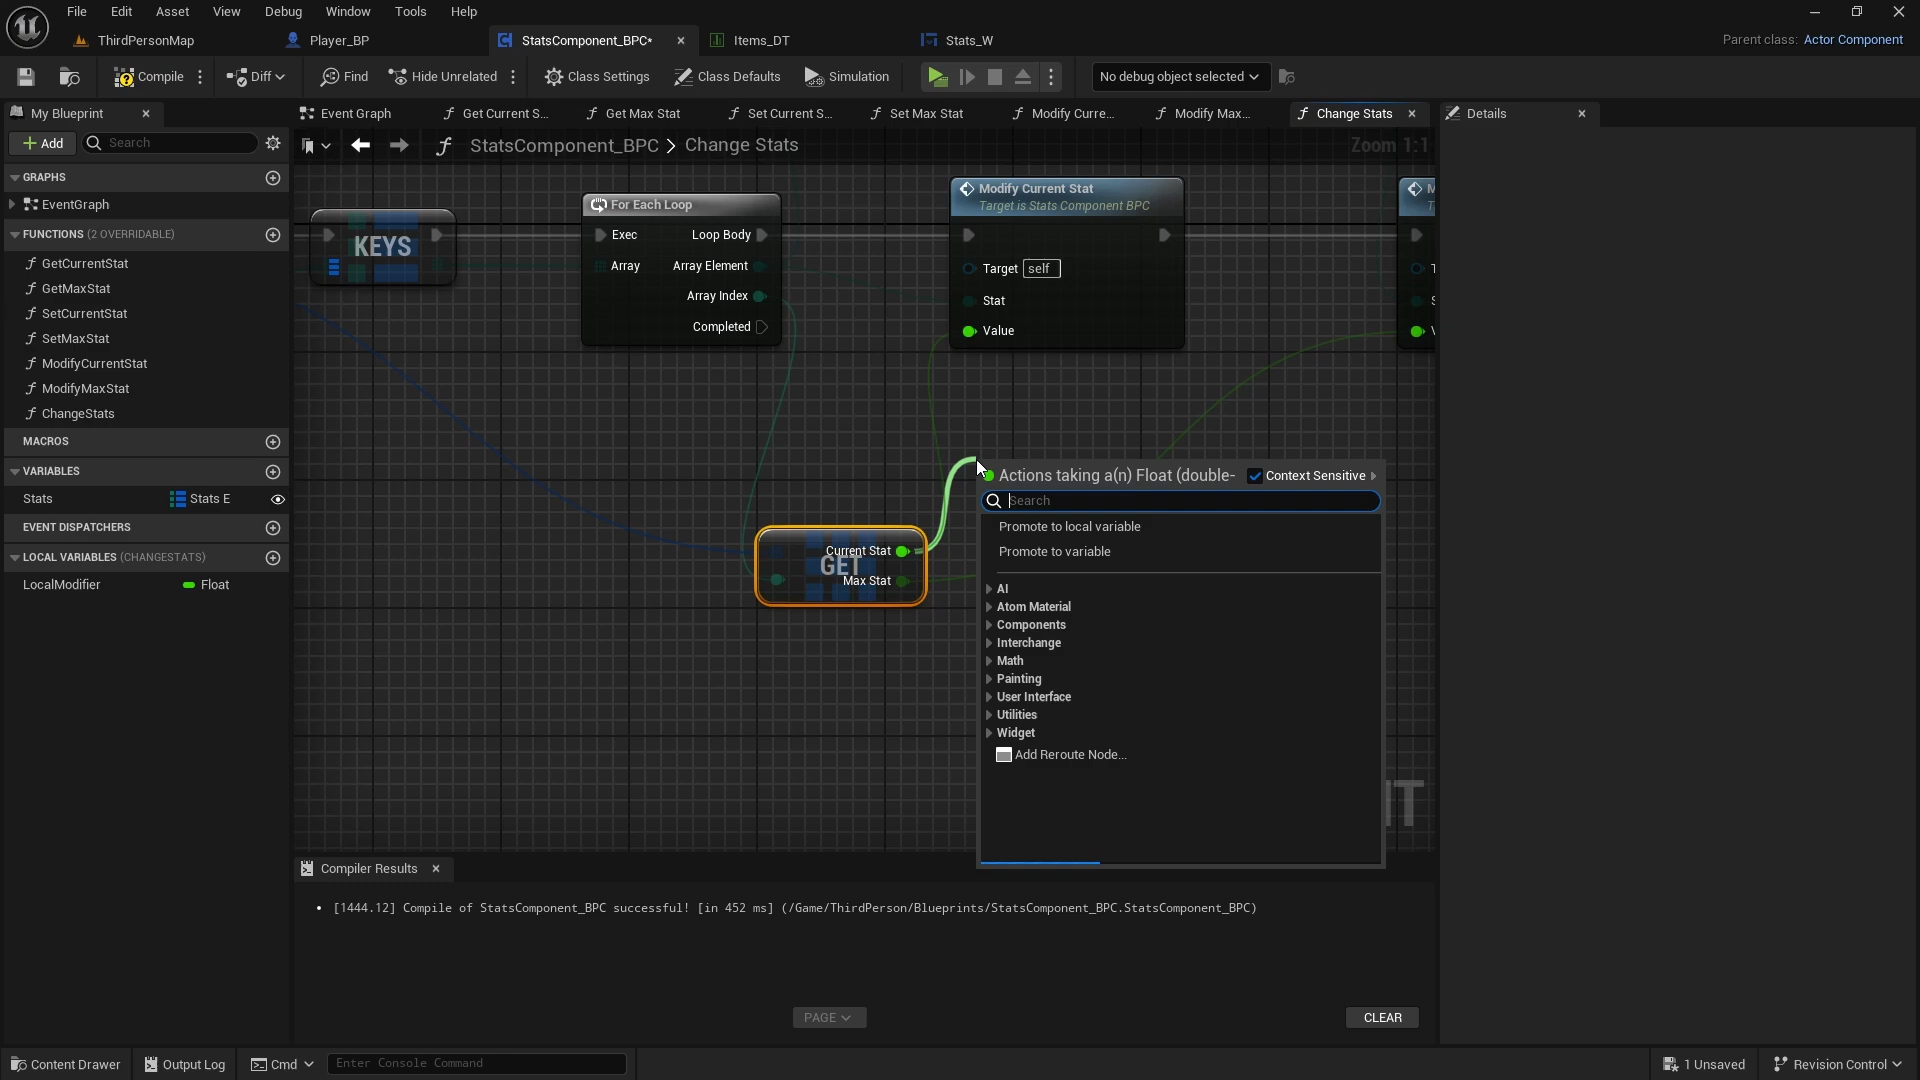 File Edit Asset View Debug Window Tools Help
ThirdPersonMap Player_BP StatsComponent_BPC* Items_DT Stats_W Parent class: Actor Component
Compile Diff Find Hide Unrelated Class Settings Class Defaults Simulation No debug object selected
My Blueprint
Event Graph Get Current S... Get Max Stat Set Current S... Set Max Stat Modify Curre... Modify Max... Change Stats Details
Add Search
StatsComponent_BPC > Change Stats Zoom 1:1
GRAPHS
EventGraph
FUNCTIONS (2 OVERRIDABLE)
GetCurrentStat
GetMaxStat
SetCurrentStat
SetMaxStat
ModifyCurrentStat
ModifyMaxStat
ChangeStats
MACROS
VARIABLES
Stats Stats E
EVENT DISPATCHERS
LOCAL VARIABLES (CHANGESTATS)
LocalModifier Float
KEYS
For Each Loop
Exec Loop Body
Array Array Element
Array Index
Completed
Modify Current Stat
Target is Stats Component BPC
Target self
Stat
Value
M
T
T
S
V
GET
Current Stat
Max Stat
Actions taking a(n) Float (double- Context Sensitive
Search
Promote to local variable
Promote to variable
AI
Atom Material
Components
Interchange
Math
Painting
User Interface
Utilities
Widget
Add Reroute Node...
Compiler Results
[1444.12] Compile of StatsComponent_BPC successful! [in 452 ms] (/Game/ThirdPerson/Blueprints/StatsComponent_BPC.StatsComponent_BPC)
PAGE CLEAR
Content Drawer Output Log Cmd Enter Console Command 1 Unsaved Revision Control